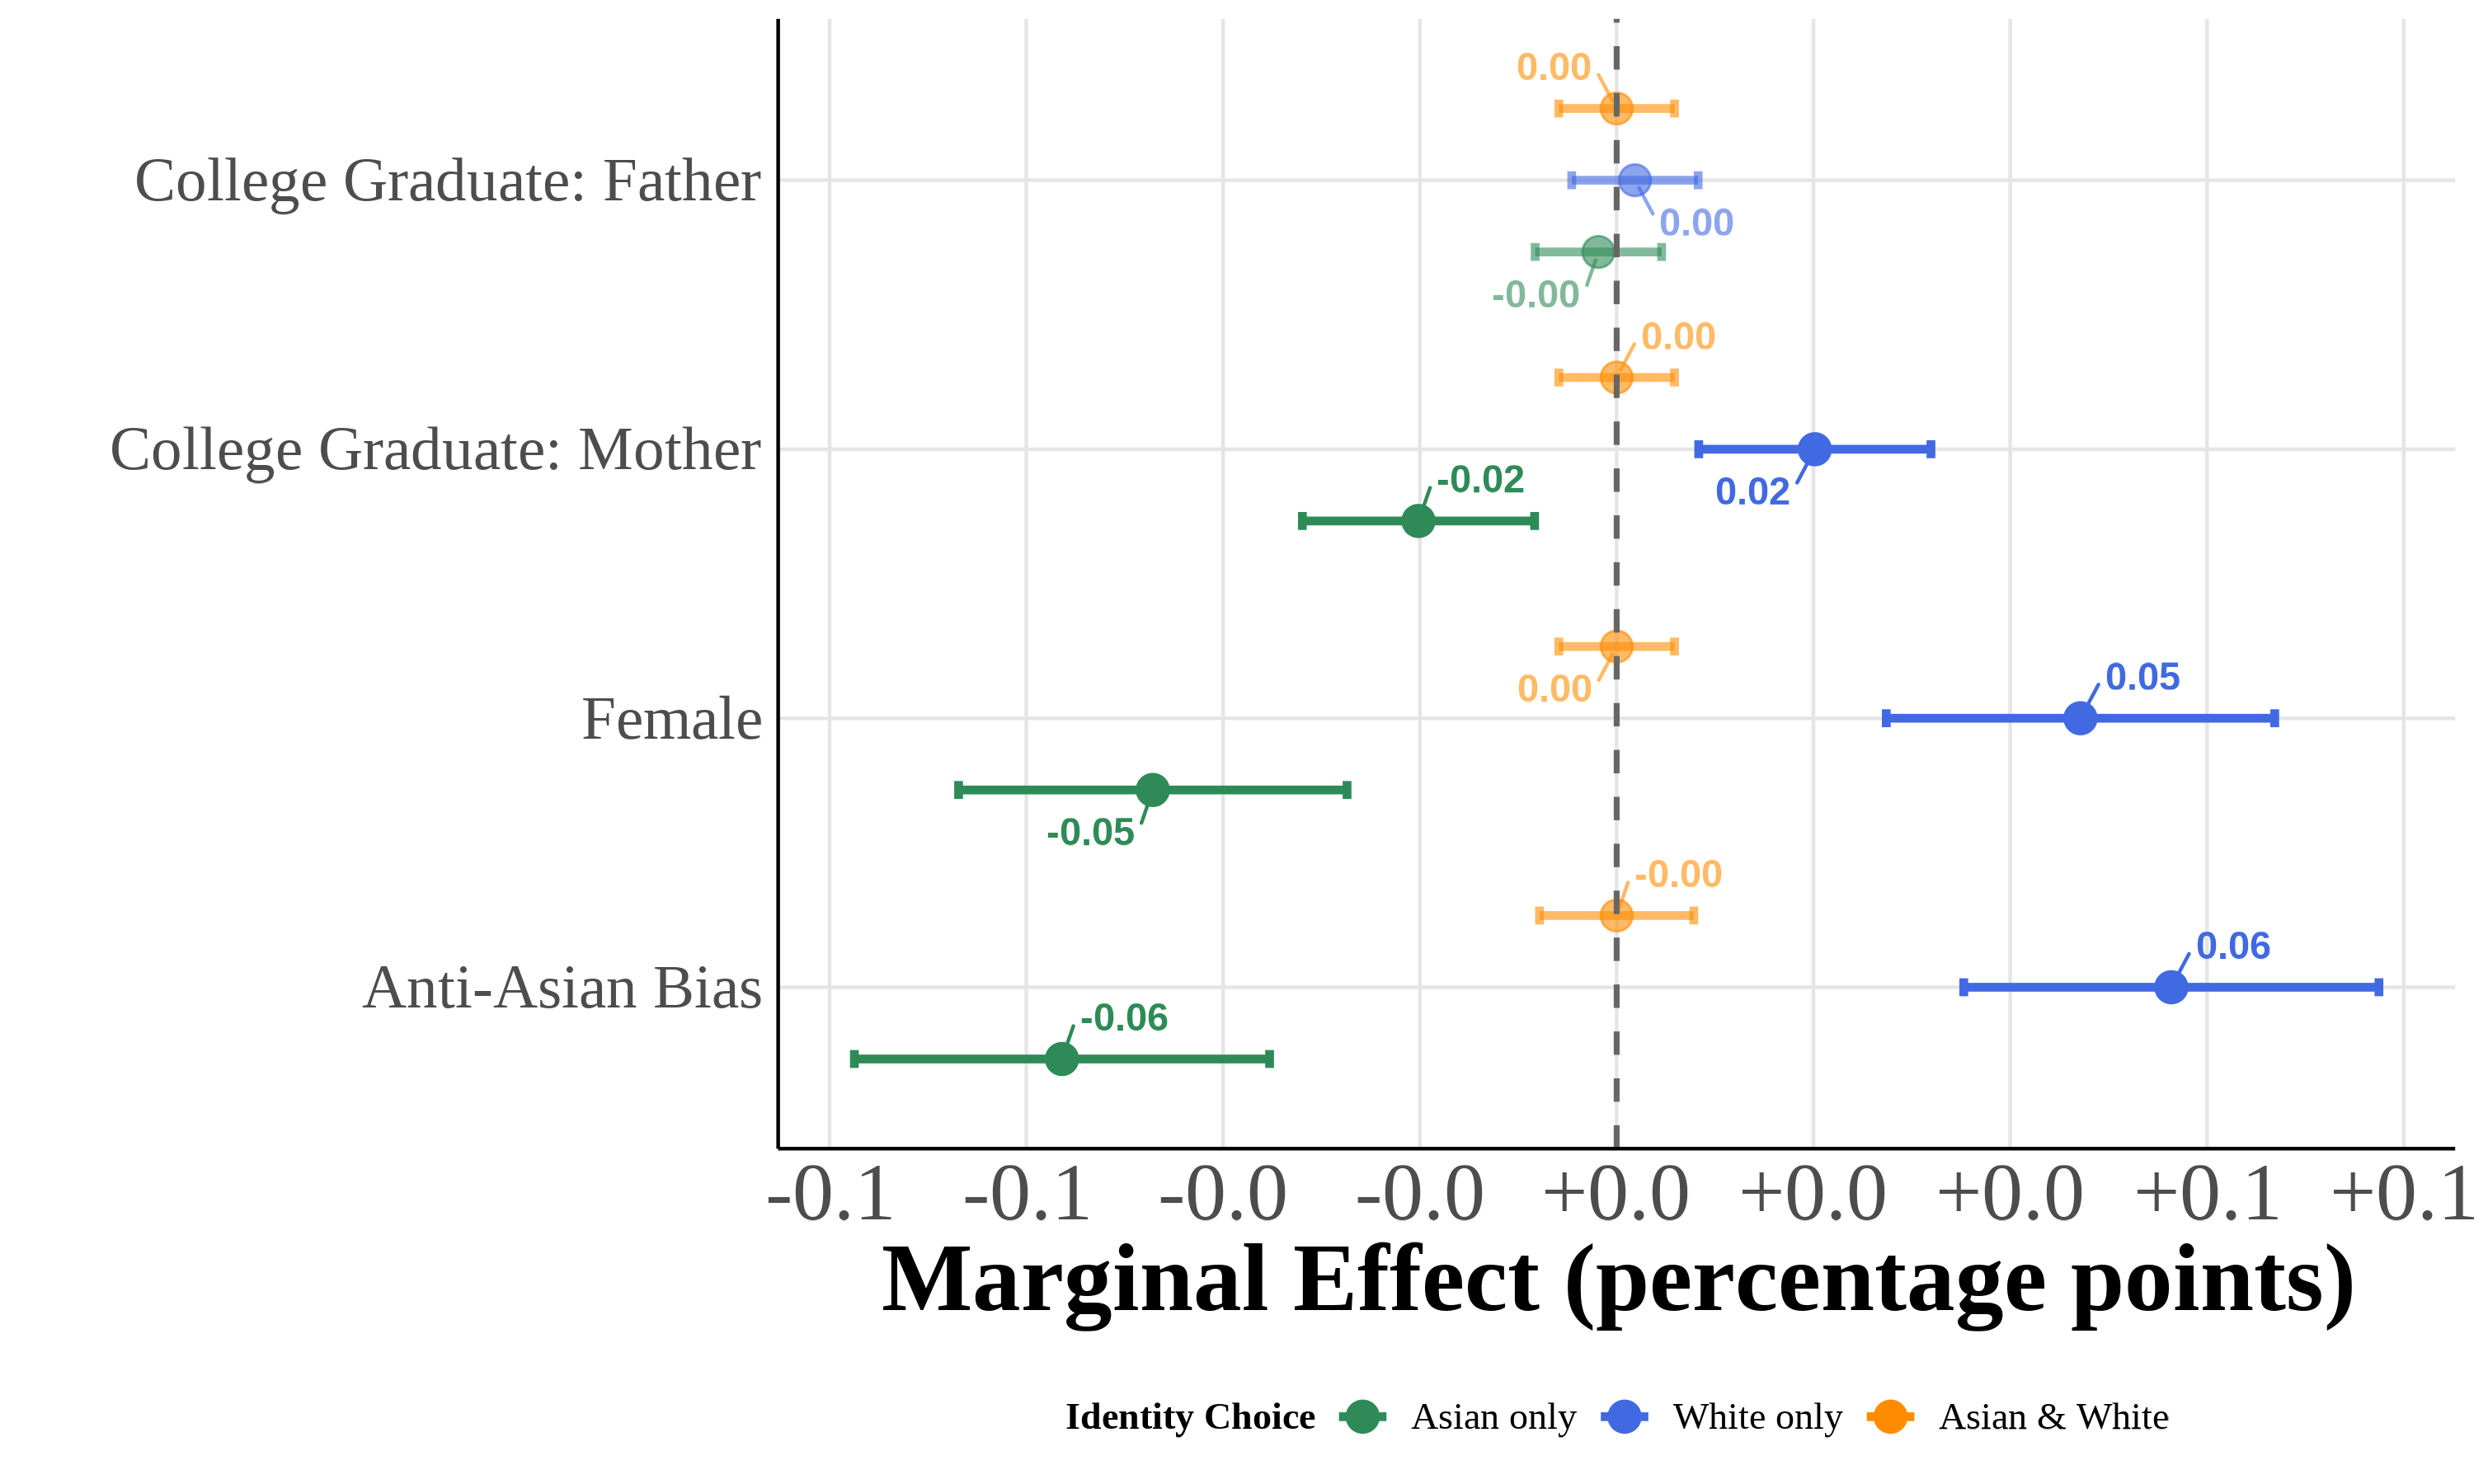 0.00
College Graduate: Father
0.00
-0.00
0.00
College Graduate: Mother
-0.02
0.02
0.00
0.05
Female
-0.05
-0.00
0.06
Anti-Asian Bias
-0.06
-0.1 -0.1 -0.0 -0.0 +0.0 +0.0 +0.0 +0.1 +0.1
Marginal Effect (percentage points)
Identity Choice Asian only White only Asian & White